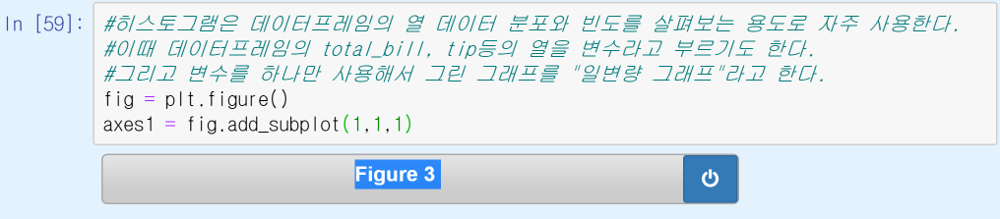 In [59]: #히스토그램은 데이터프레임의 열 데이터 분포와 빈도를 살펴보는 용도로 자주 사용한다.
#이때 데이터프레임의 total_bill, tip등의 열을 변수라고 부르기도 한다.
#그리고 변수를 하나만 사용해서 그린 그래프를 "일변량 그래프"라고 한다.
fig = plt.figure()
axes1 = fig.add_subplot(1,1,1)
Figure 3